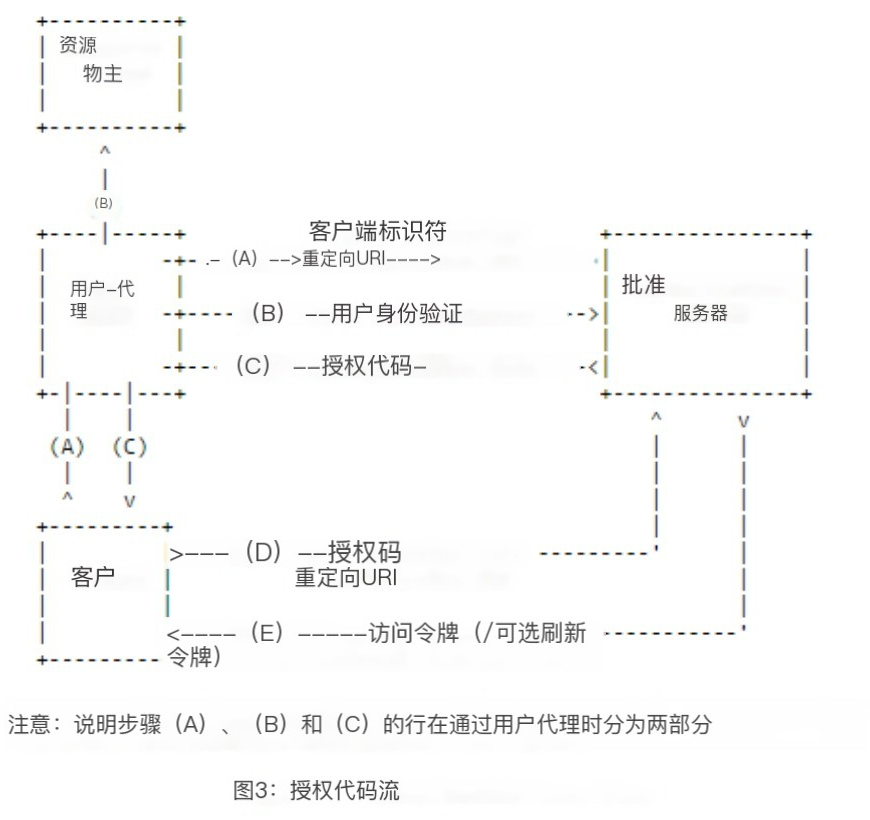 资源
物主
(B)
客户端标识符
(A) -->重定向URI---->
用户-代
理
批准
服务器
(B) --用户身份验证
(C) --授权代码-
(A) (C)
>--- (D) --授权码
客户
重定向URI
<---- (E) -----访问令牌（/可选刷新
令牌）
注意：说明步骤（A）、（B）和（C）的行在通过用户代理时分为两部分
图3：授权代码流